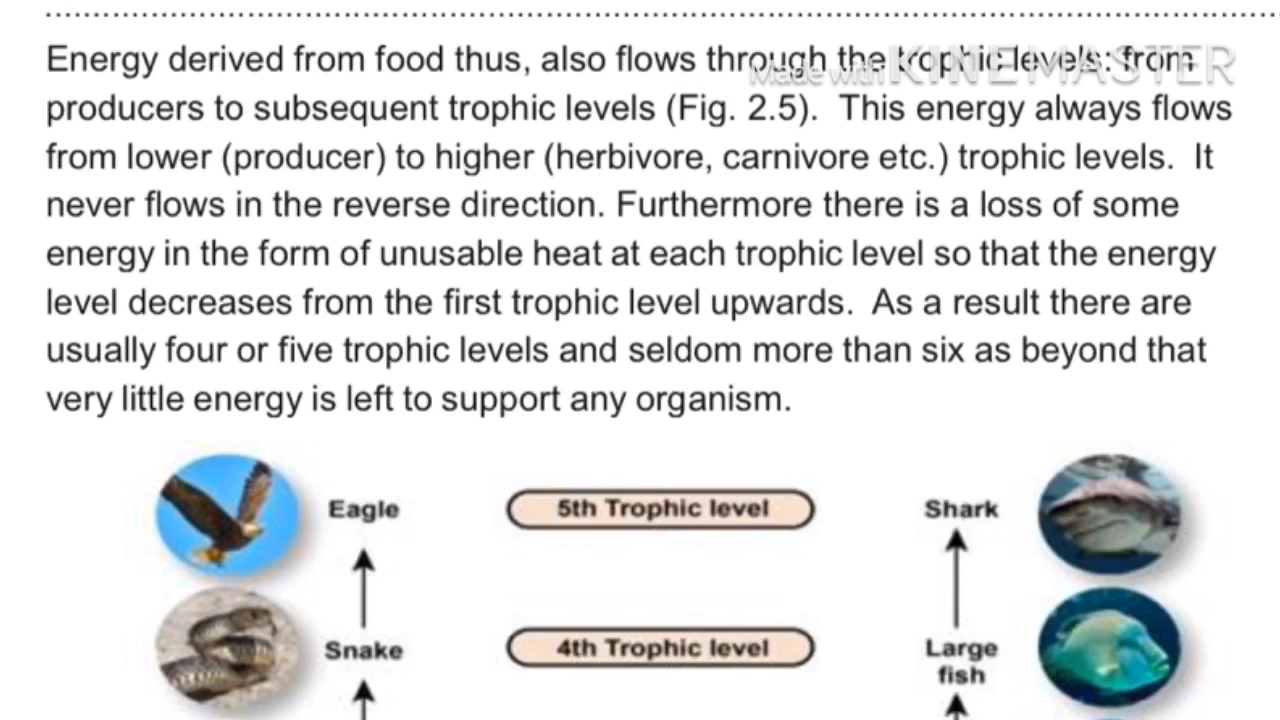 Energy derived from food thus, also flows through the trophic levels: from
Made with KINEMASTER
producers to subsequent trophic levels (Fig. 2.5).  This energy always flows
from lower (producer) to higher (herbivore, carnivore etc.) trophic levels.  It
never flows in the reverse direction. Furthermore there is a loss of some
energy in the form of unusable heat at each trophic level so that the energy
level decreases from the first trophic level upwards.  As a result there are
usually four or five trophic levels and seldom more than six as beyond that
very little energy is left to support any organism.
Eagle
5th Trophic level
Shark
Snake
4th Trophic level
Large
fish